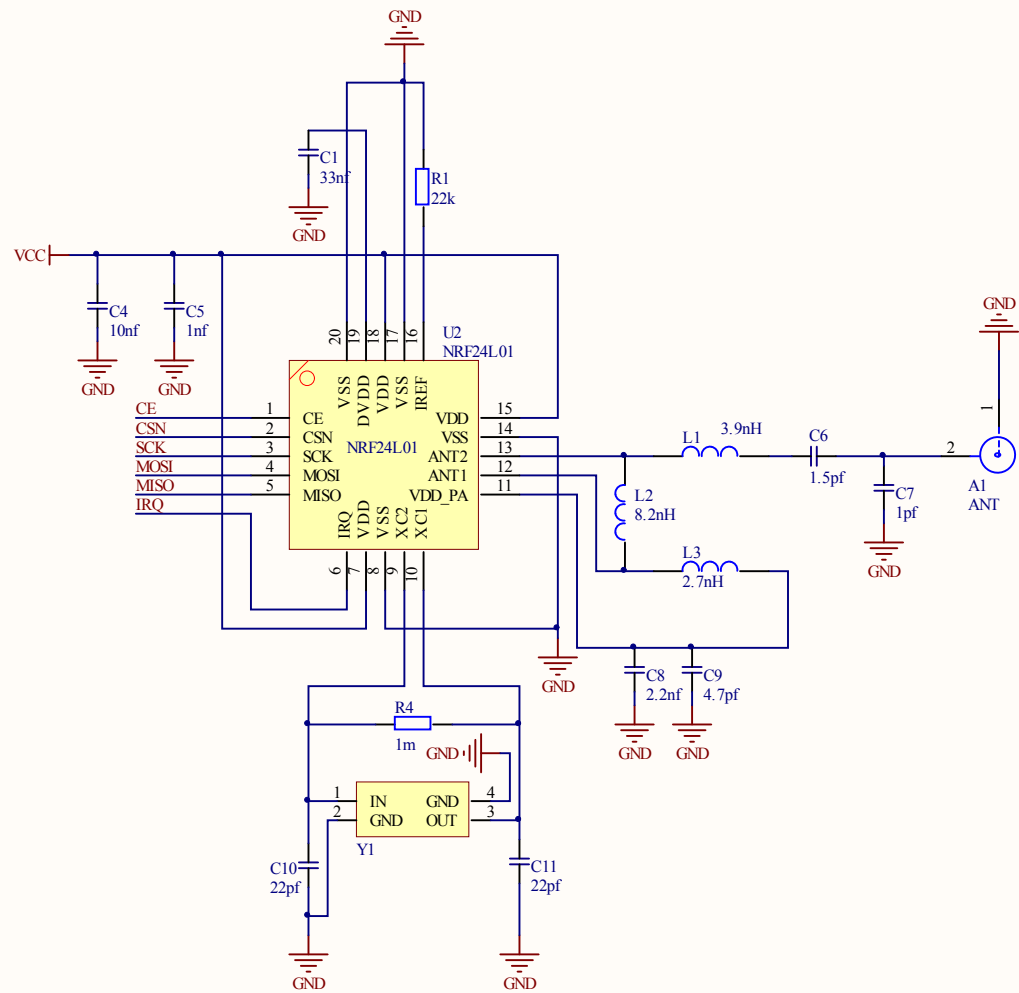 GND
C1
33nf
R1
22k
GND
VCC
C4
10nf
C5
1nf
GND
GND
GND
20
19
18
17
16
U2
NRF24L01
VSS
DVDD
VDD
VSS
IREF
CE
CSN
SCK
MOSI
MISO
IRQ
1
2
3
4
5
CE
CSN
SCK
MOSI
MISO
NRF24L01
VDD
VSS
ANT2
ANT1
VDD_PA
15
14
13
12
11
IRQ
VDD
VSS
XC2
XC1
6
7
8
9
10
L1
3.9nH
C6
1.5pf
1
2
A1
ANT
C7
1pf
GND
L2
8.2nH
L3
2.7nH
GND
C8
2.2nf
C9
4.7pf
GND
GND
R4
1m
GND
1
2
IN
GND
GND
OUT
4
3
Y1
C10
22pf
C11
22pf
GND
GND